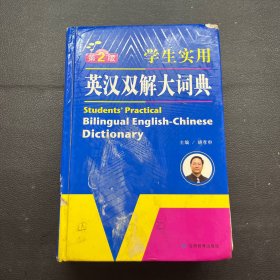 第2版
学生实用
英汉双解大词典
Students' Practical
Bilingual English-Chinese
Dictionary
主编